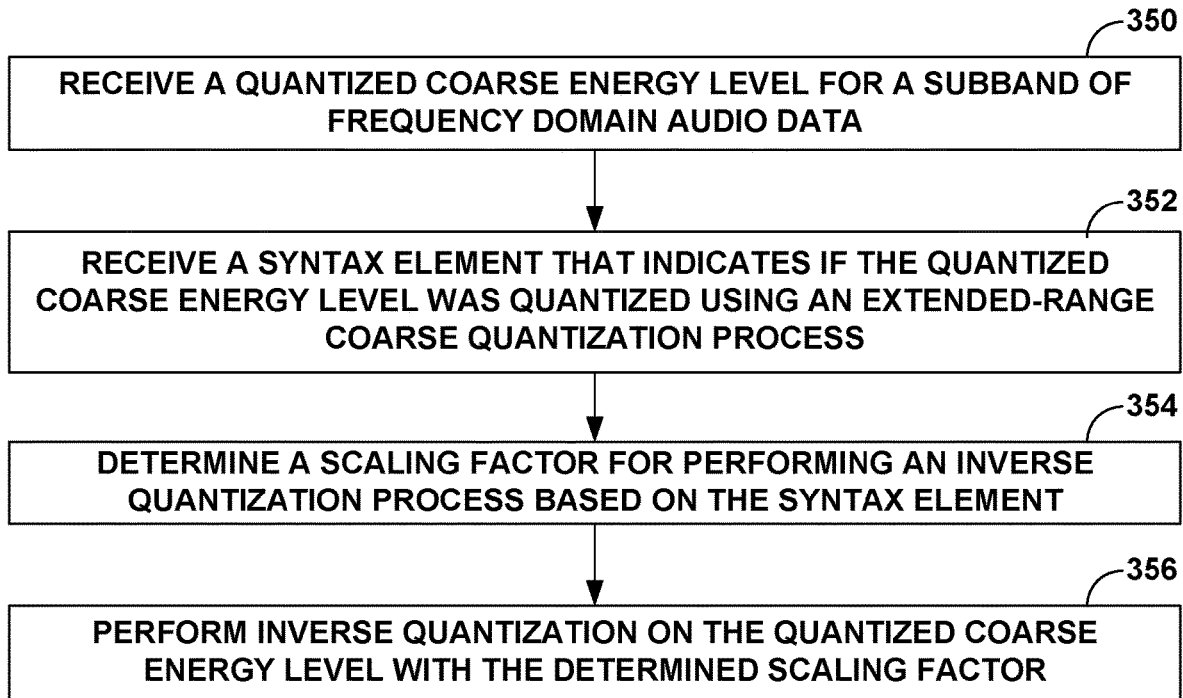 350
RECEIVE A QUANTIZED COARSE ENERGY LEVEL FOR A SUBBAND OF
FREQUENCY DOMAIN AUDIO DATA
352
RECEIVE A SYNTAX ELEMENT THAT INDICATES IF THE QUANTIZED
COARSE ENERGY LEVEL WAS QUANTIZED USING AN EXTENDED-RANGE
COARSE QUANTIZATION PROCESS
354
DETERMINE A SCALING FACTOR FOR PERFORMING AN INVERSE
QUANTIZATION PROCESS BASED ON THE SYNTAX ELEMENT
356
PERFORM INVERSE QUANTIZATION ON THE QUANTIZED COARSE
ENERGY LEVEL WITH THE DETERMINED SCALING FACTOR